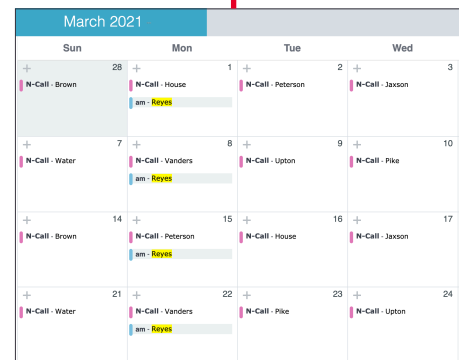 March 2021
Sun Mon Tue Wed
+ 28 + 1 + 2 + 3
N-Call - Brown N-Call - House N-Call - Peterson N-Call - Jaxson
am - Reyes
+ 7 + 8 + 9 + 10
N-Call - Water N-Call - Vanders N-Call - Upton N-Call - Pike
am - Reyes
+ 14 + 15 + 16 + 17
N-Call - Brown N-Call - Peterson N-Call - House N-Call - Jaxson
am - Reyes
+ 21 + 22 + 23 + 24
N-Call - Water N-Call - Vanders N-Call - Pike N-Call - Upton
am - Reyes